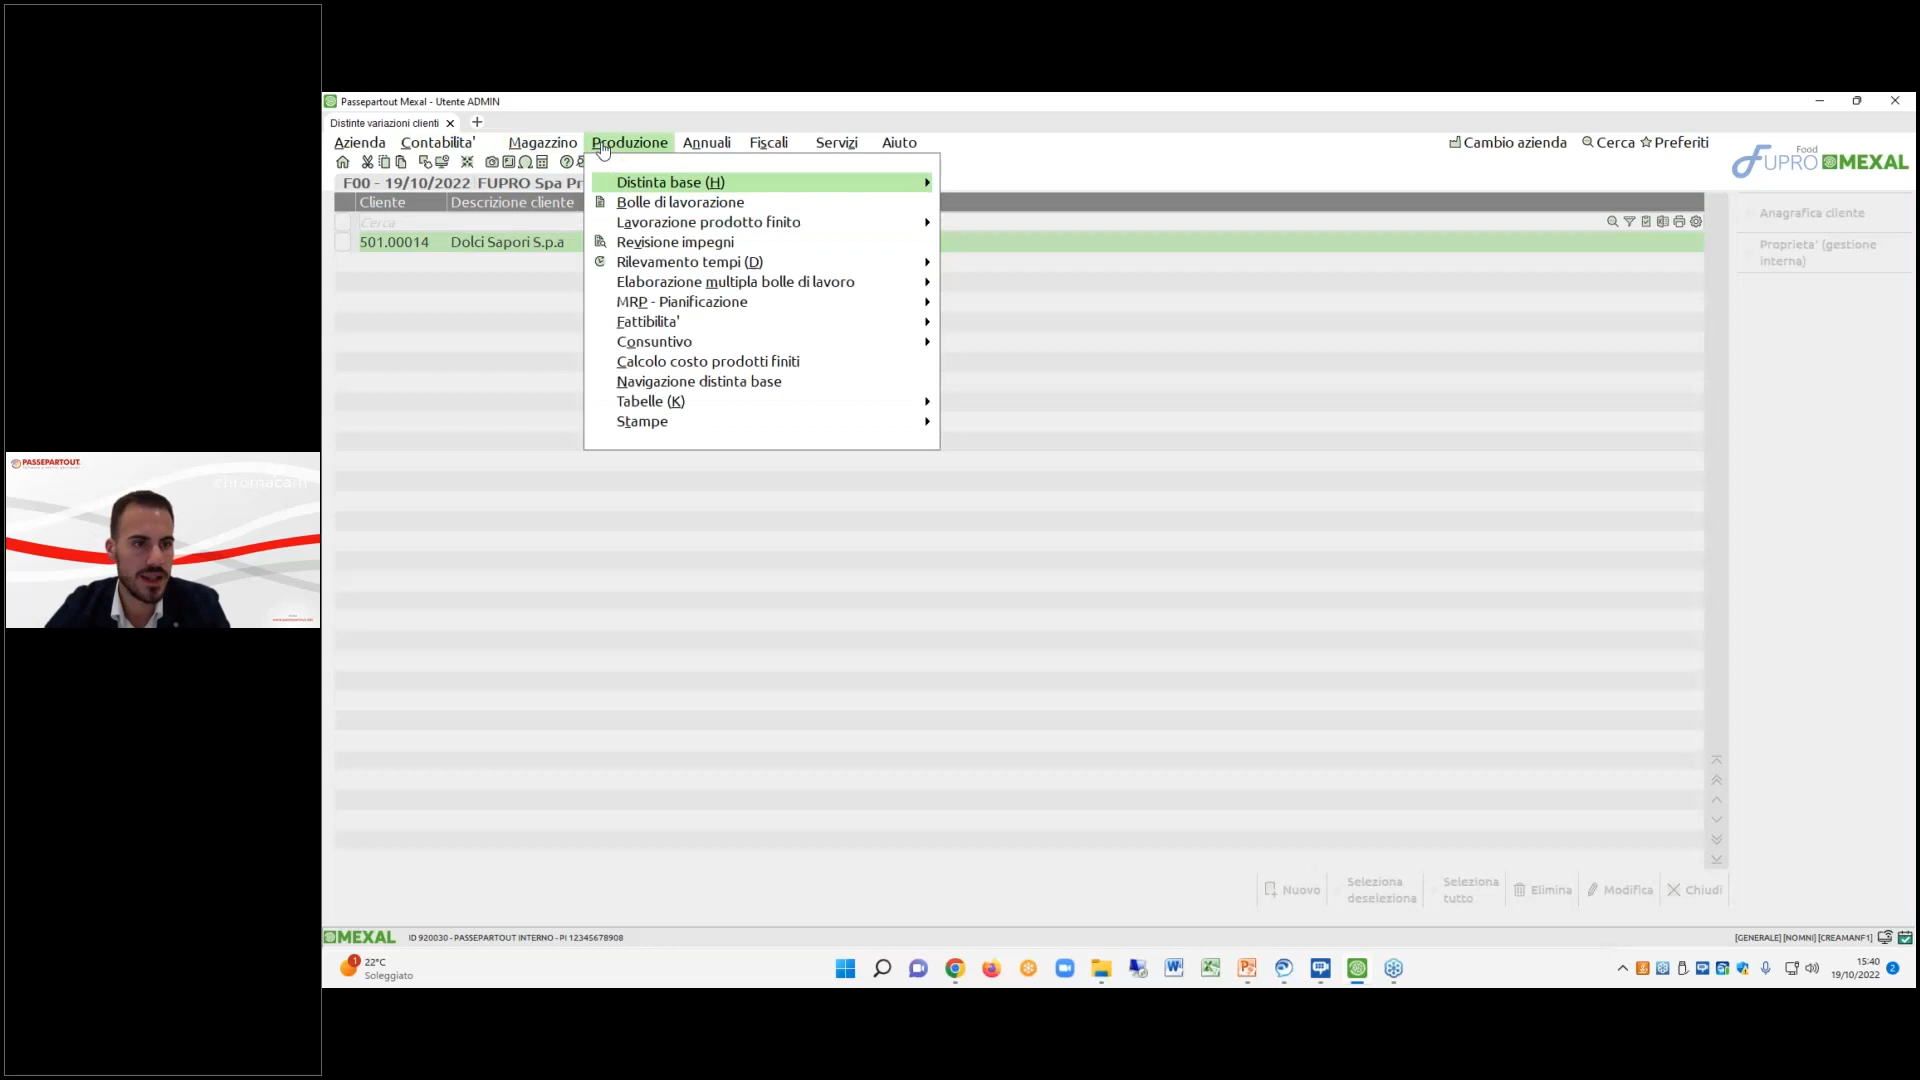 Passepartout Mexal - Utente ADMIN
Distinte variazioni clienti
Azienda Contabilita' Magazzino Produzione Annuali Fiscali Servizi Aiuto
Cambio azienda Cerca Preferiti
Food
FUPRO MEXAL
F00 - 19/10/2022 FUPRO Spa Pr
Cliente Descrizione cliente
Cerca
501.00014 Dolci Sapori S.p.a
Distinta base (H)
Bolle di lavorazione
Lavorazione prodotto finito
Revisione impegni
Rilevamento tempi (D)
Elaborazione multipla bolle di lavoro
MRP - Pianificazione
Fattibilita'
Consuntivo
Calcolo costo prodotti finiti
Navigazione distinta base
Tabelle (K)
Stampe
Anagrafica cliente
Proprieta' (gestione
interna)
PASSEPARTOUT
chromacam
Nuovo
Seleziona
deseleziona
Seleziona
tutto
Elimina
Modifica
Chiudi
MEXAL ID 920030 - PASSEPARTOUT INTERNO - PI 12345678908
[GENERALE] [NOMNI] [CREAMANF1]
1
22°C
Soleggiato
15:40
19/10/2022
2